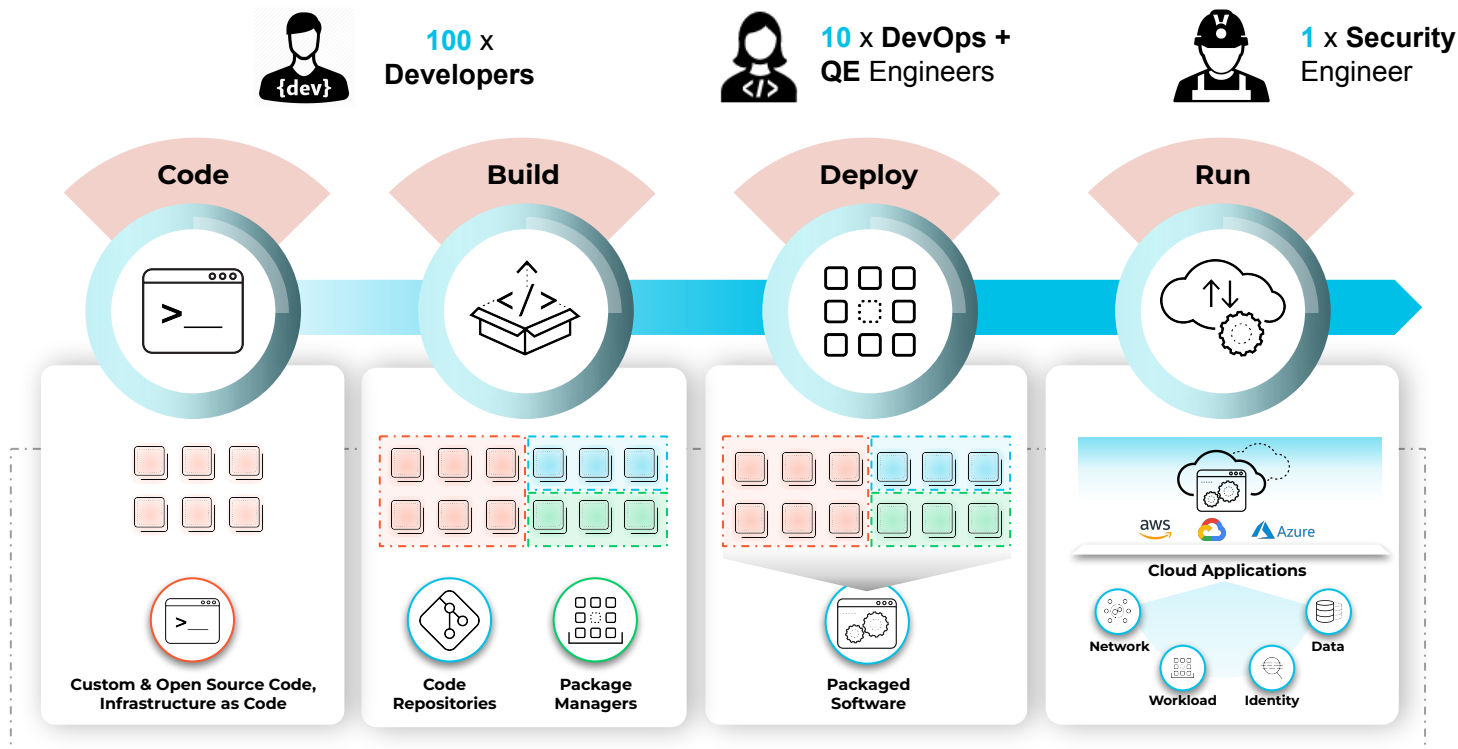 100 x
Developers
{dev}
10 x DevOps +
QE Engineers
</>
1 x Security
Engineer
Code
Build
Deploy
Run
>_
</>
aws
Azure
Cloud Applications
>_
Network
Data
Workload
Identity
Custom & Open Source Code,
Infrastructure as Code
Code
Repositories
Package
Managers
Packaged
Software